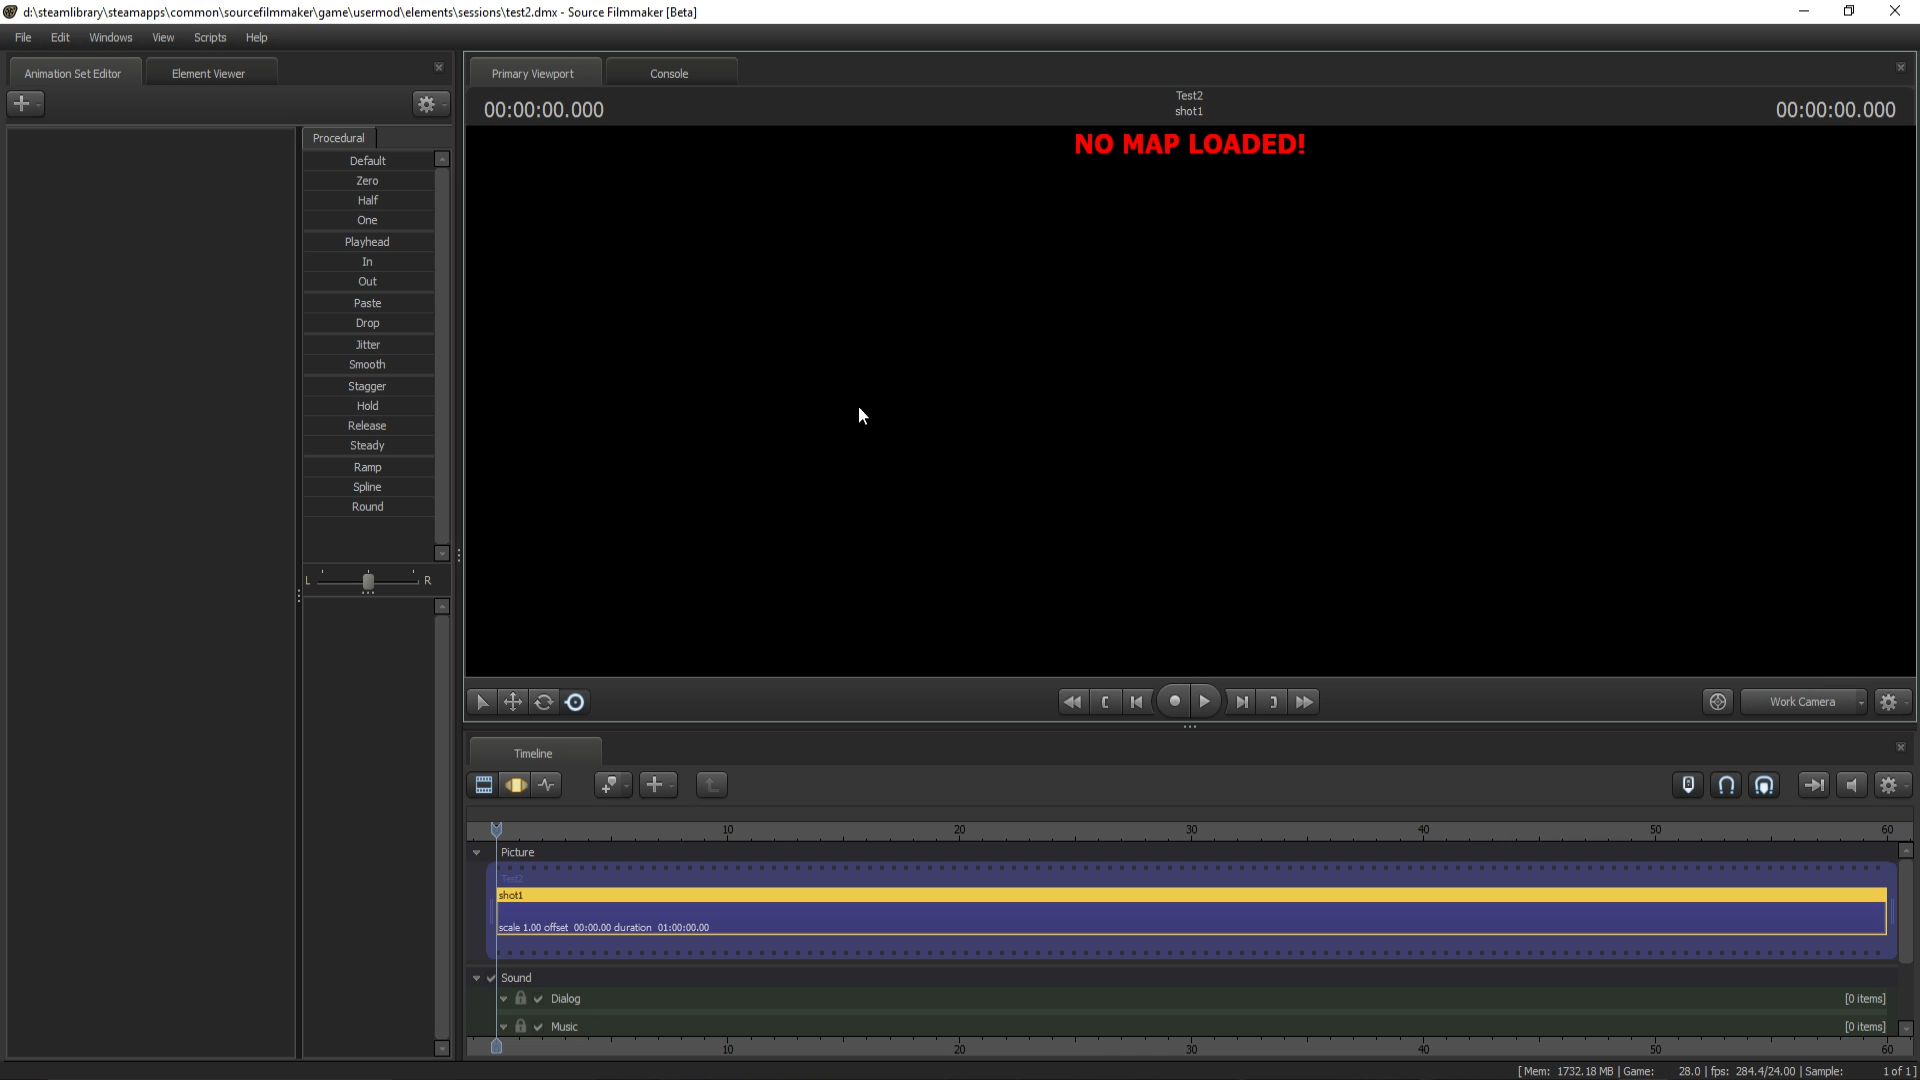 d:\steamlibrary\steamapps\common\sourcefilmmaker\game\usermod\elements\sessions\test2.dmx - Source Filmmaker [Beta]
File Edit Windows View Scripts Help
Animation Set Editor Element Viewer
Procedural
Default
Zero
Half
One
Playhead
In
Out
Paste
Drop
Jitter
Smooth
Stagger
Hold
Release
Steady
Ramp
Spline
Round
L R
Primary Viewport Console
00:00:00.000 Test2 00:00:00.000
shot1
NO MAP LOADED!
Work Camera
Timeline
10 20 30 40 50 60
Picture
Test2
shot1
scale 1.00 offset 00:00.00 duration 01:00:00.00
Sound
Dialog [0 items]
Music [0 items]
10 20 30 40 50 60
[ Mem: 1732.18 MB | Game: 28.0 | fps: 284.4/24.00 | Sample: 1 of 1 ]